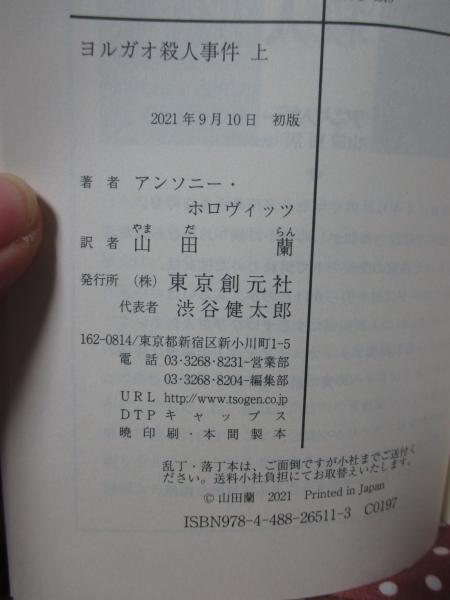 ヨルガオ殺人事件 上
2021年9月10日 初版
著者 アンソニー・
ホロヴィッツ
やま だ らん
訳者 山田蘭
発行所 (株) 東京創元社
代表者 渋谷健太郎
162-0814/東京都新宿区新小川町1-5
電話 03・3268・8231-営業部
03・3268・8204-編集部
URL http://www.tsogen.co.jp
DTP キャップス
暁印刷・本間製本
乱丁・落丁本は、ご面倒ですが小社までご送付く
ださい。送料小社負担にてお取替えいたします。
©山田蘭 2021 Printed in Japan
ISBN978-4-488-26511-3 C0197